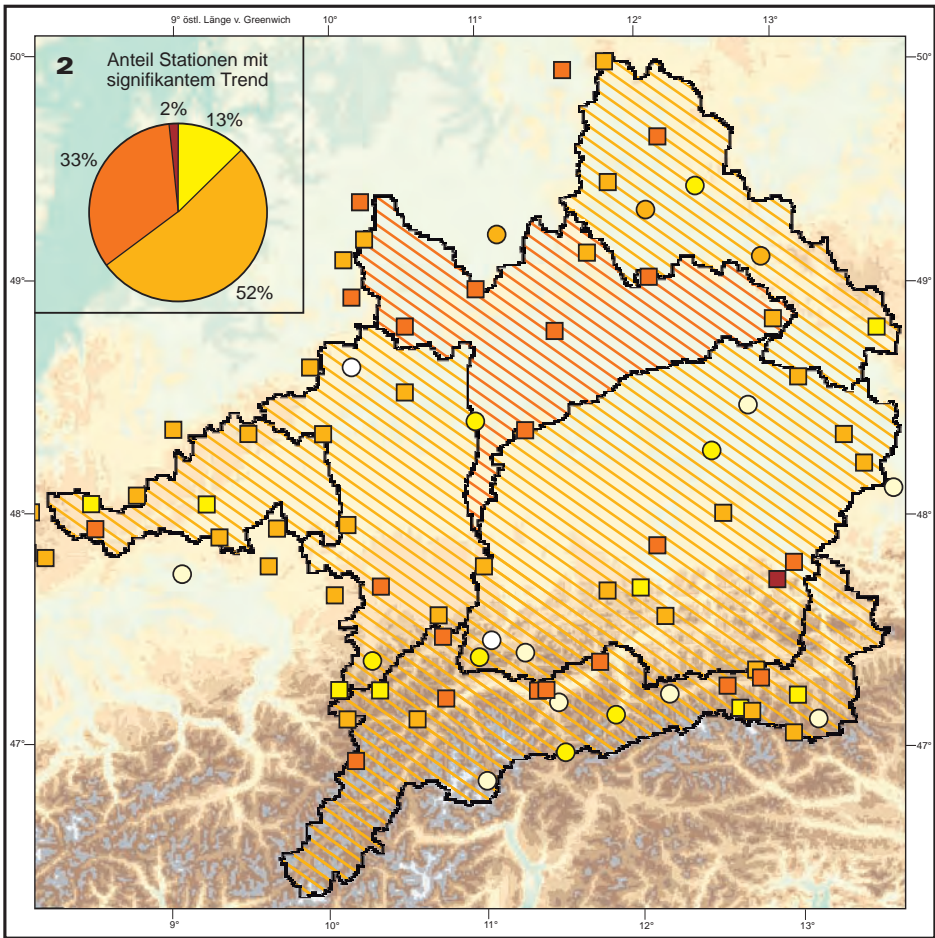 9° östl. Länge v. Greenwich 10° 11° 12° 13°
50° 50°
2 Anteil Stationen mit
signifikantem Trend
2% 13%
33%
52%
49° 49°
48° 48°
47° 47°
9° 10° 11° 12° 13°